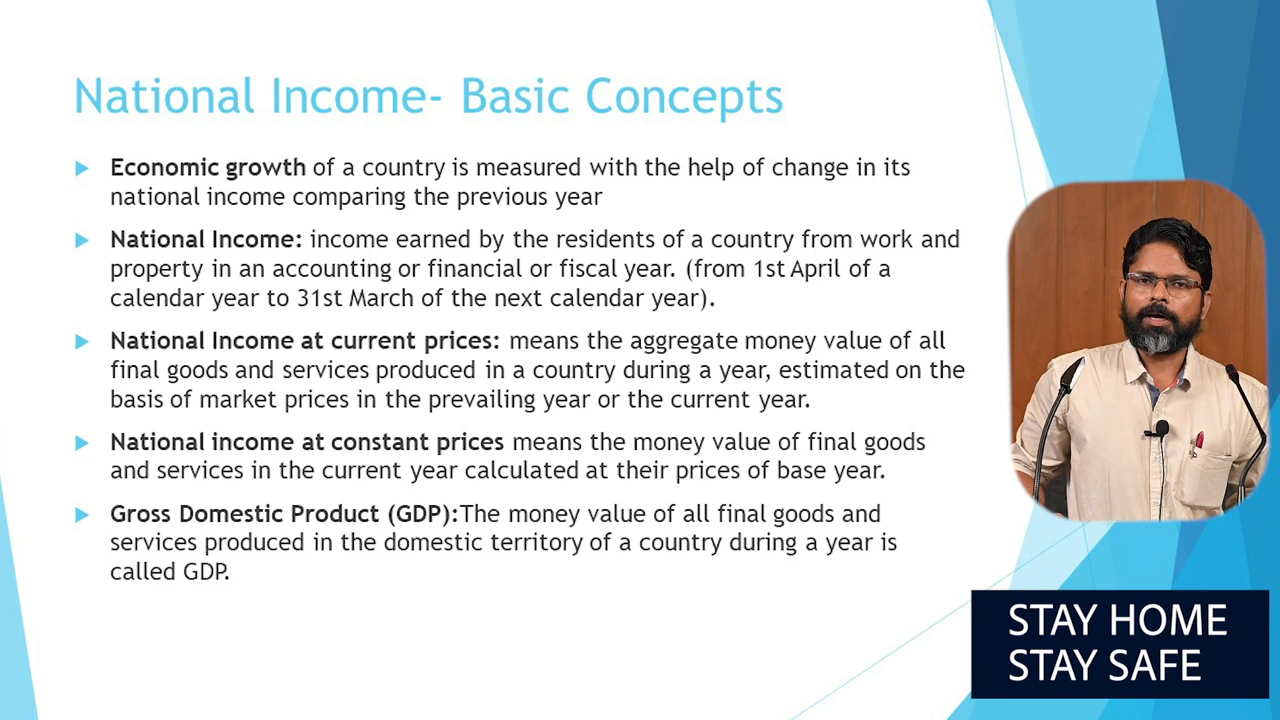 National Income- Basic Concepts
Economic growth of a country is measured with the help of change in its
national income comparing the previous year
National Income: income earned by the residents of a country from work and
property in an accounting or financial or fiscal year. (from 1st April of a
calendar year to 31st March of the next calendar year).
National Income at current prices: means the aggregate money value of all
final goods and services produced in a country during a year, estimated on the
basis of market prices in the prevailing year or the current year.
National income at constant prices means the money value of final goods
and services in the current year calculated at their prices of base year.
Gross Domestic Product (GDP):The money value of all final goods and
services produced in the domestic territory of a country during a year is
called GDP.
STAY HOME
STAY SAFE